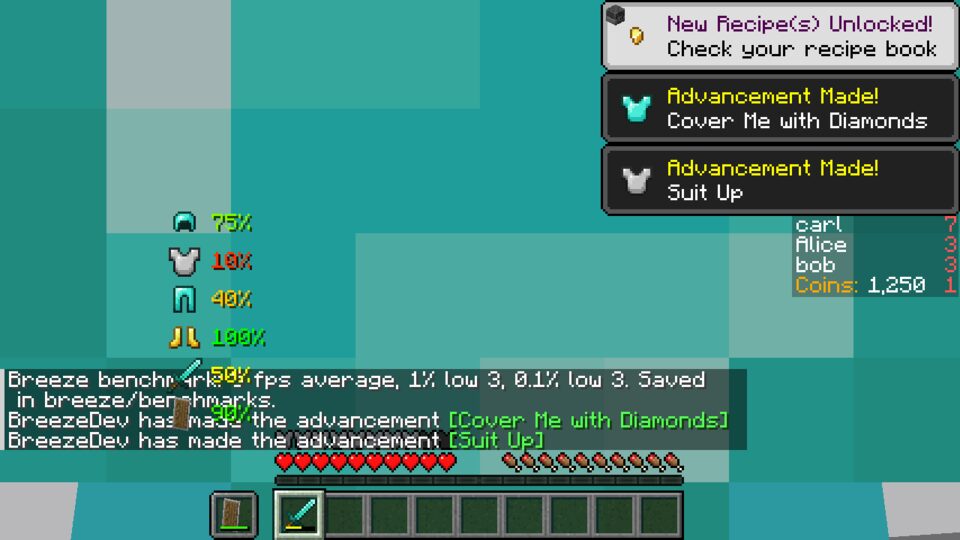 New Recipe(s) Unlocked!
Check your recipe book
Advancement Made!
Cover Me with Diamonds
Advancement Made!
Suit Up
carl 7
Alice 3
bob 3
Coins: 1,250 1
75%
10%
40%
100%
50%
90%
Breeze benchmark: fps average, 1% low 3, 0.1% low 3. Saved
in breeze/benchmarks.
BreezeDev has made the advancement [Cover Me with Diamonds]
BreezeDev has made the advancement [Suit Up]